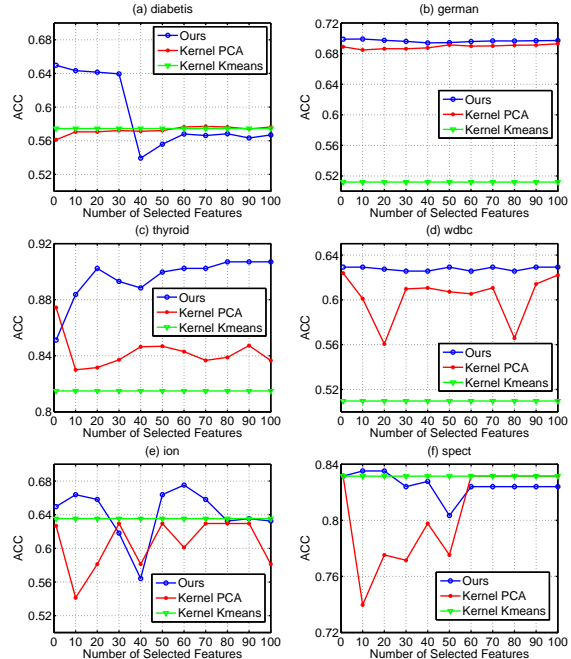 (a) diabetis
0.68
0.64
0.6
0.56
0.52
ACC
Ours
Kernel PCA
Kernel Kmeans
0 10 20 30 40 50 60 70 80 90 100
Number of Selected Features
(b) german
0.72
0.68
0.64
0.6
0.56
0.52
ACC
Ours
Kernel PCA
Kernel Kmeans
0 10 20 30 40 50 60 70 80 90 100
Number of Selected Features
(c) thyroid
0.92
0.88
0.84
0.8
ACC
Ours
Kernel PCA
Kernel Kmeans
0 10 20 30 40 50 60 70 80 90 100
Number of Selected Features
(d) wdbc
0.64
0.6
0.56
0.52
ACC
Ours
Kernel PCA
Kernel Kmeans
0 10 20 30 40 50 60 70 80 90 100
Number of Selected Features
(e) ion
0.68
0.64
0.6
0.56
0.52
ACC
Ours
Kernel PCA
Kernel Kmeans
0 10 20 30 40 50 60 70 80 90 100
Number of Selected Features
(f) spect
0.84
0.8
0.76
0.72
ACC
Ours
Kernel PCA
Kernel Kmeans
0 10 20 30 40 50 60 70 80 90 100
Number of Selected Features